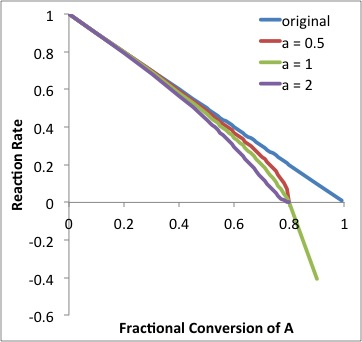 1
0.8
0.6
0.4
0.2
0
-0.2
-0.4
-0.6
0 0.2 0.4 0.6 0.8 1
Reaction Rate
Fractional Conversion of A
original
a = 0.5
a = 1
a = 2